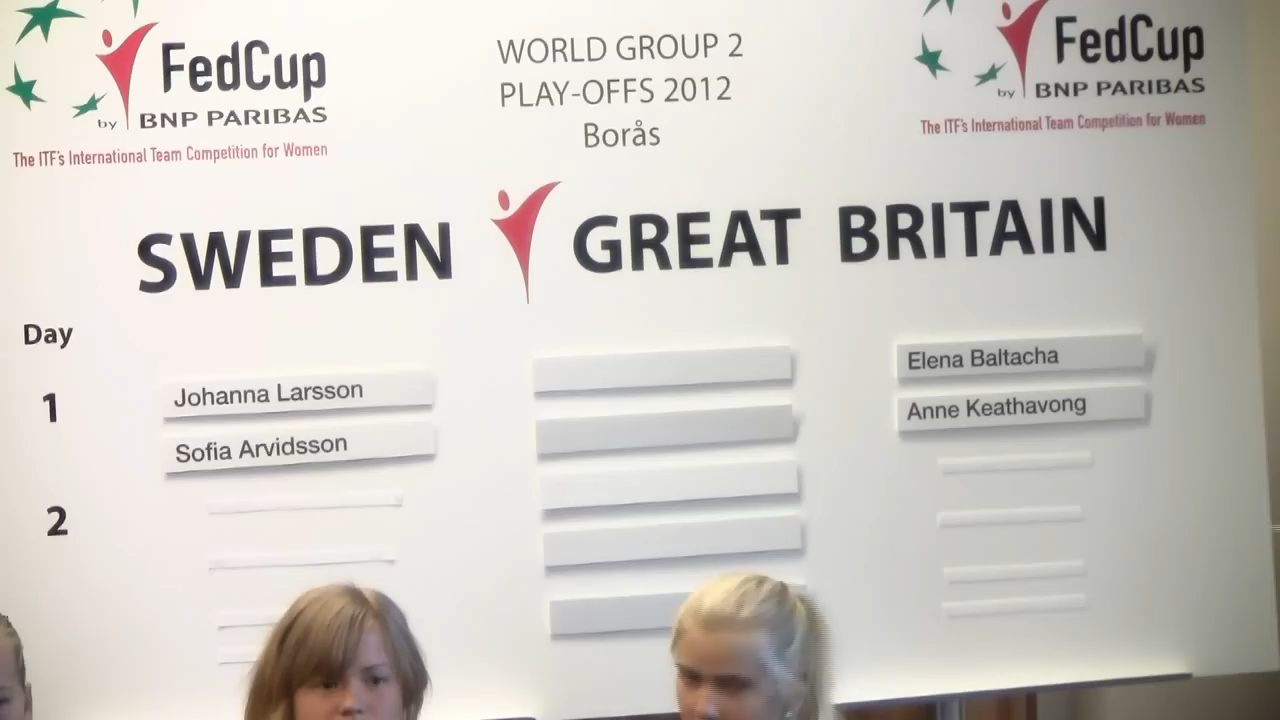 FedCup
by BNP PARIBAS
The ITF's International Team Competition for Women
WORLD GROUP 2
PLAY-OFFS 2012
Borås
FedCup
by BNP PARIBAS
The ITF's International Team Competition for Women
SWEDEN GREAT BRITAIN
Day
1
Johanna Larsson
Elena Baltacha
Sofia Arvidsson
Anne Keathavong
2